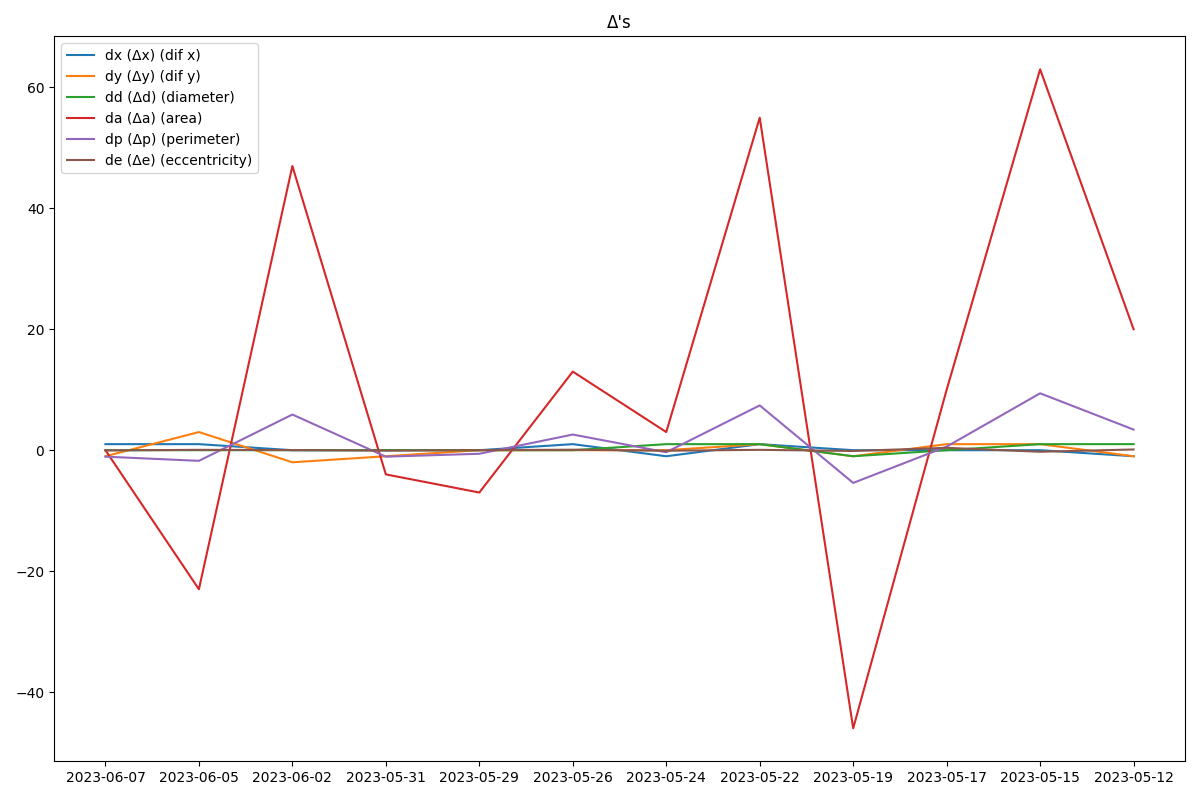 Δ's
dx (Δx) (dif x)
dy (Δy) (dif y)
dd (Δd) (diameter)
da (Δa) (area)
dp (Δp) (perimeter)
de (Δe) (eccentricity)
60
40
20
0
−20
−40
2023-06-07 2023-06-05 2023-06-02 2023-05-31 2023-05-29 2023-05-26 2023-05-24 2023-05-22 2023-05-19 2023-05-17 2023-05-15 2023-05-12